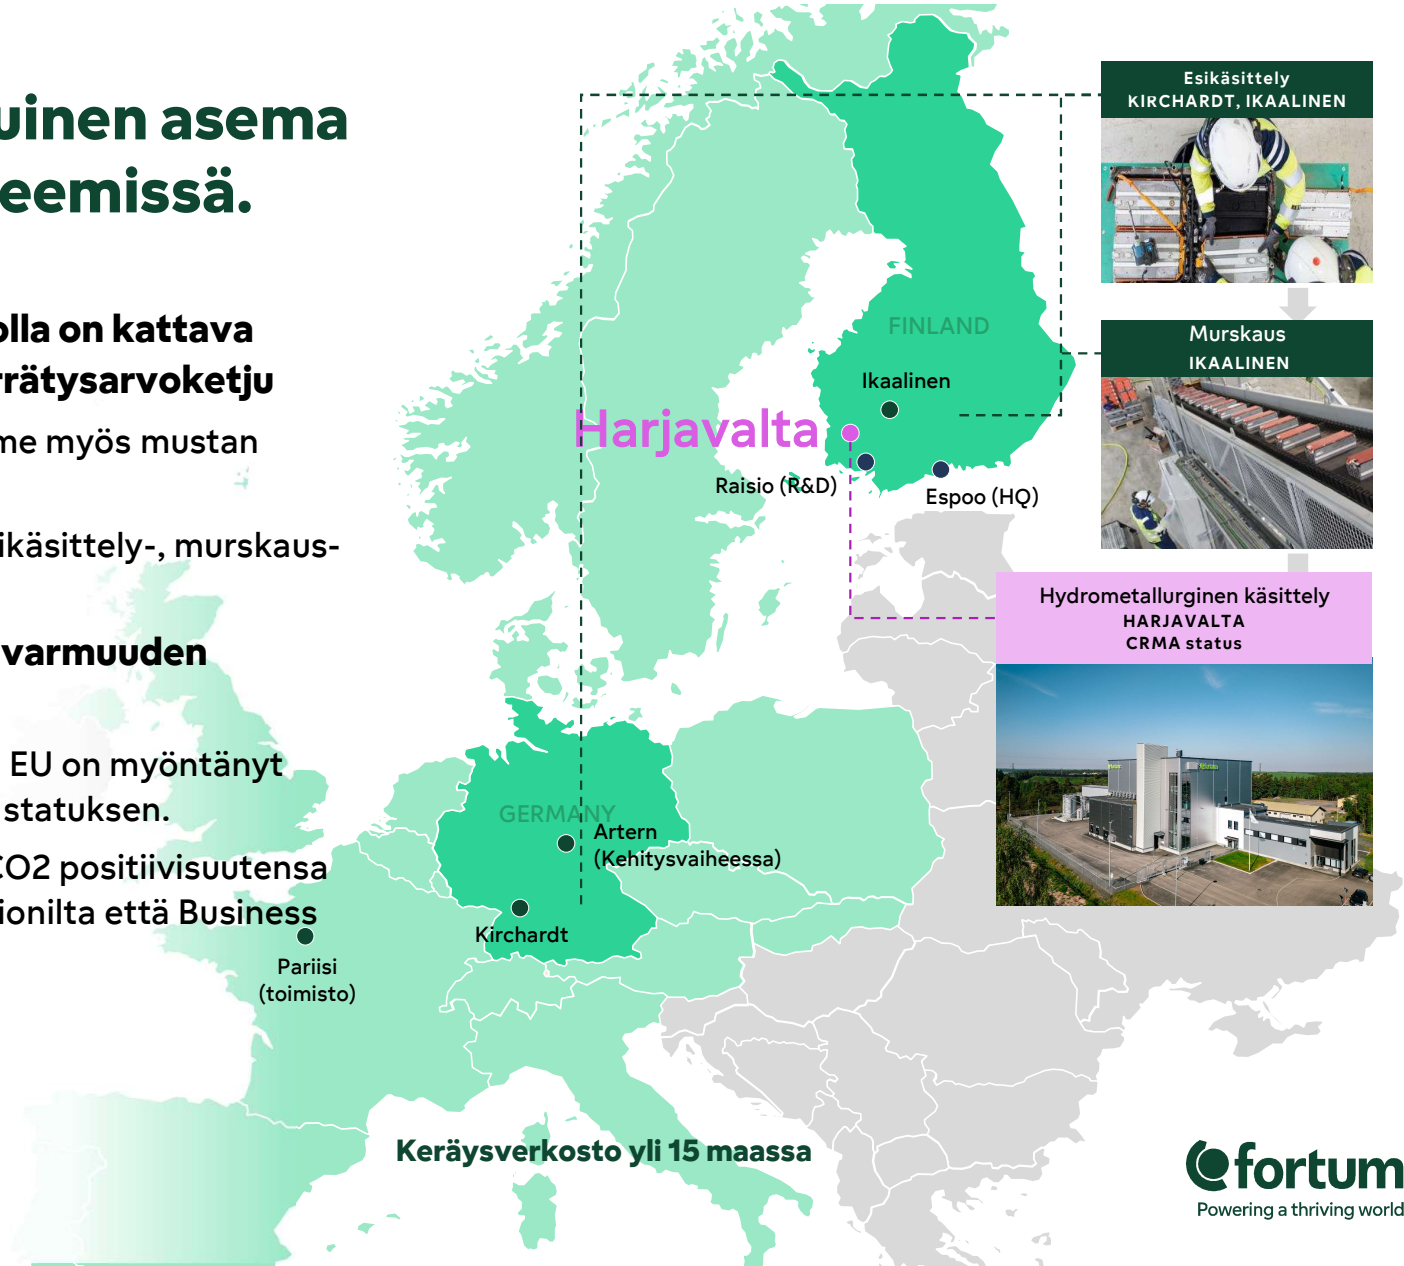 uinen asema
eemissä.
olla on kattava
rrätysarvoketju
me myös mustan
ikäsittely-, murskaus-
varmuuden
EU on myöntänyt
statuksen.
CO2 positiivisuutensa
ionilta että Business
Esikäsittely
KIRCHARDT, IKAALINEN
Murskaus
IKAALINEN
Hydrometallurginen käsittely
HARJAVALTA
CRMA status
FINLAND
Ikaalinen
Harjavalta
Raisio (R&D)
Espoo (HQ)
GERMANY
Artern
(Kehitysvaiheessa)
Kirchardt
Pariisi
(toimisto)
Keräysverkosto yli 15 maassa
fortum
Powering a thriving world